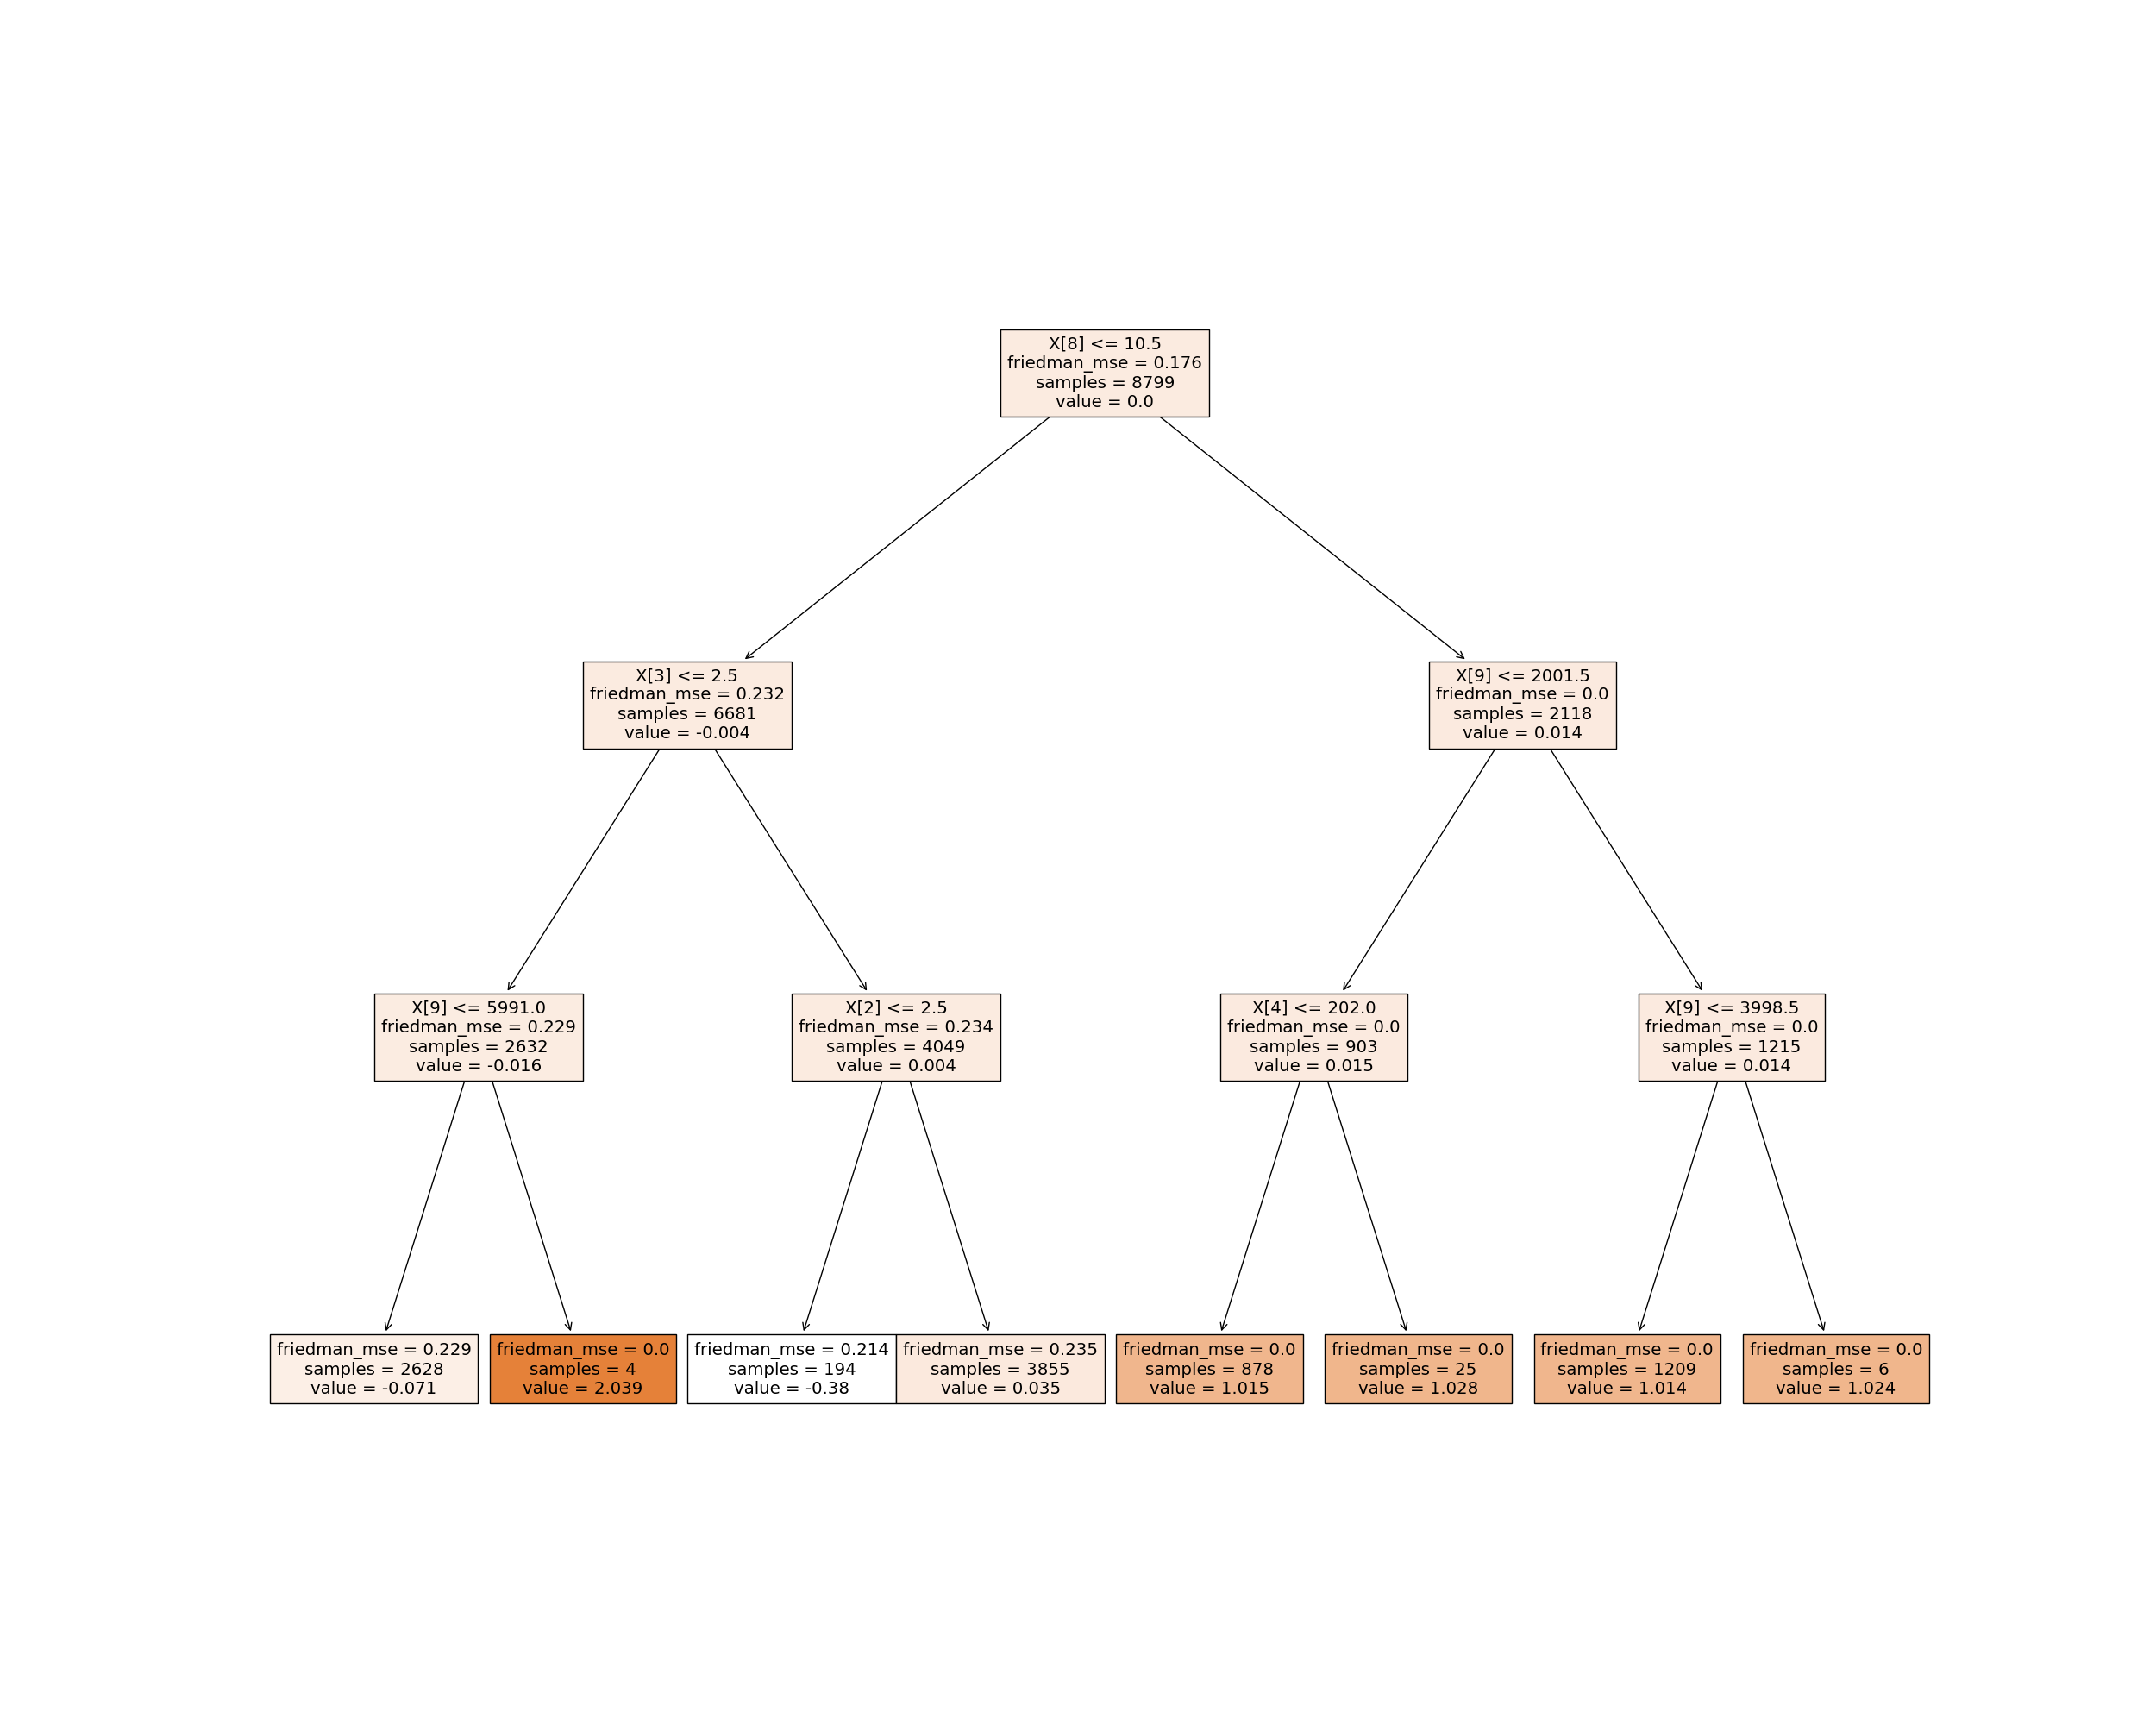 X[8] <= 10.5
friedman_mse = 0.176
samples = 8799
value = 0.0
X[3] <= 2.5
friedman_mse = 0.232
samples = 6681
value = -0.004
X[9] <= 2001.5
friedman_mse = 0.0
samples = 2118
value = 0.014
X[9] <= 5991.0
friedman_mse = 0.229
samples = 2632
value = -0.016
X[2] <= 2.5
friedman_mse = 0.234
samples = 4049
value = 0.004
X[4] <= 202.0
friedman_mse = 0.0
samples = 903
value = 0.015
X[9] <= 3998.5
friedman_mse = 0.0
samples = 1215
value = 0.014
friedman_mse = 0.229
samples = 2628
value = -0.071
friedman_mse = 0.0
samples = 4
value = 2.039
friedman_mse = 0.214
samples = 194
value = -0.38
friedman_mse = 0.235
samples = 3855
value = 0.035
friedman_mse = 0.0
samples = 878
value = 1.015
friedman_mse = 0.0
samples = 25
value = 1.028
friedman_mse = 0.0
samples = 1209
value = 1.014
friedman_mse = 0.0
samples = 6
value = 1.024